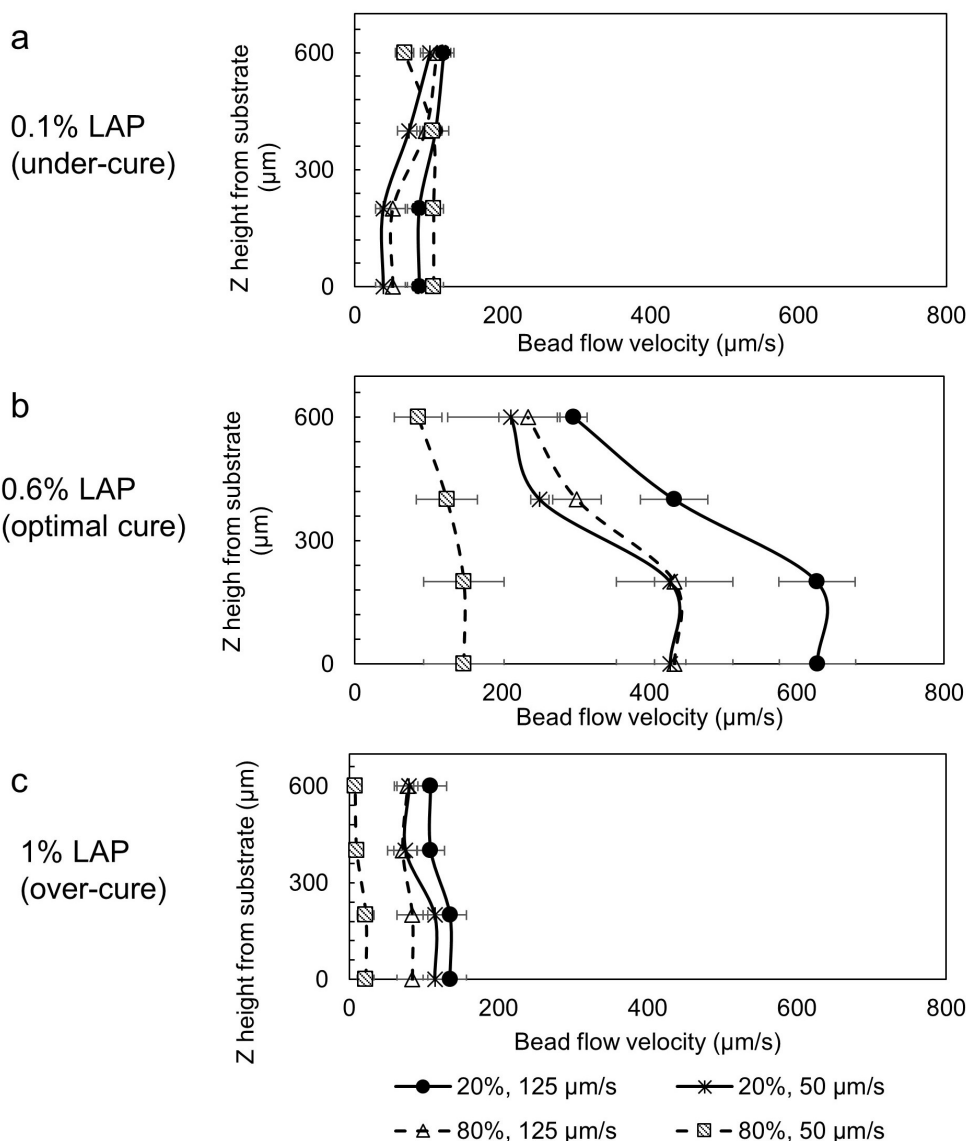 a
0.1% LAP
(under-cure)
Z height from substrate
(µm)
600
300
0
0 200 400 600 800
Bead flow velocity (µm/s)
b
0.6% LAP
(optimal cure)
Z heigh from substrate
(µm)
600
300
0
0 200 400 600 800
Bead flow velocity (µm/s)
c
1% LAP
(over-cure)
Z height from substrate (µm)
600
300
0
0 200 400 600 800
Bead flow velocity (µm/s)
20%, 125 µm/s 20%, 50 µm/s
80%, 125 µm/s 80%, 50 µm/s